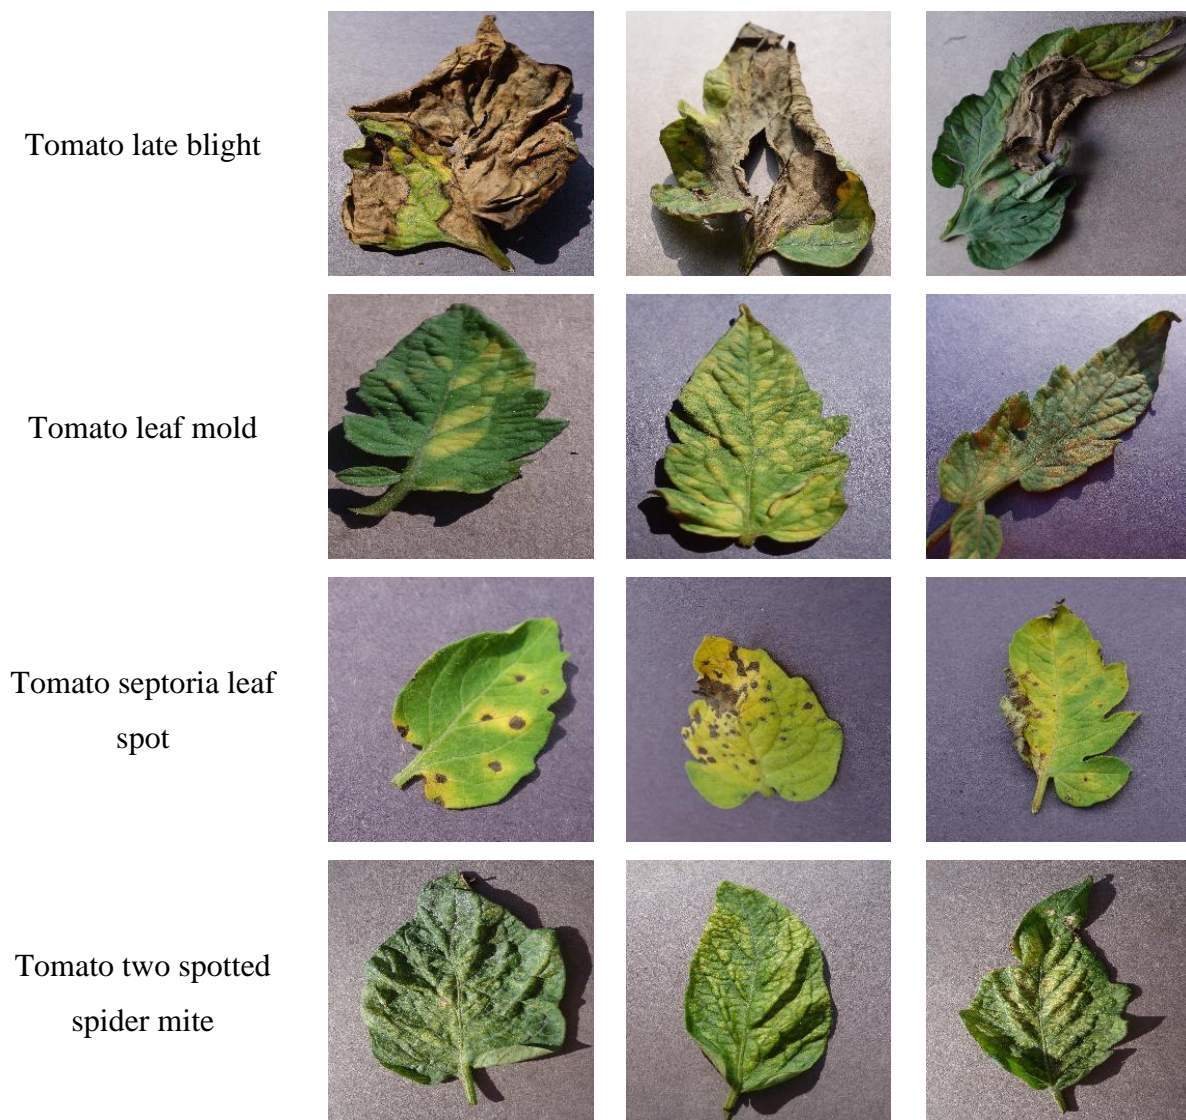 Tomato late blight
Tomato leaf mold
Tomato septoria leaf
spot
Tomato two spotted
spider mite